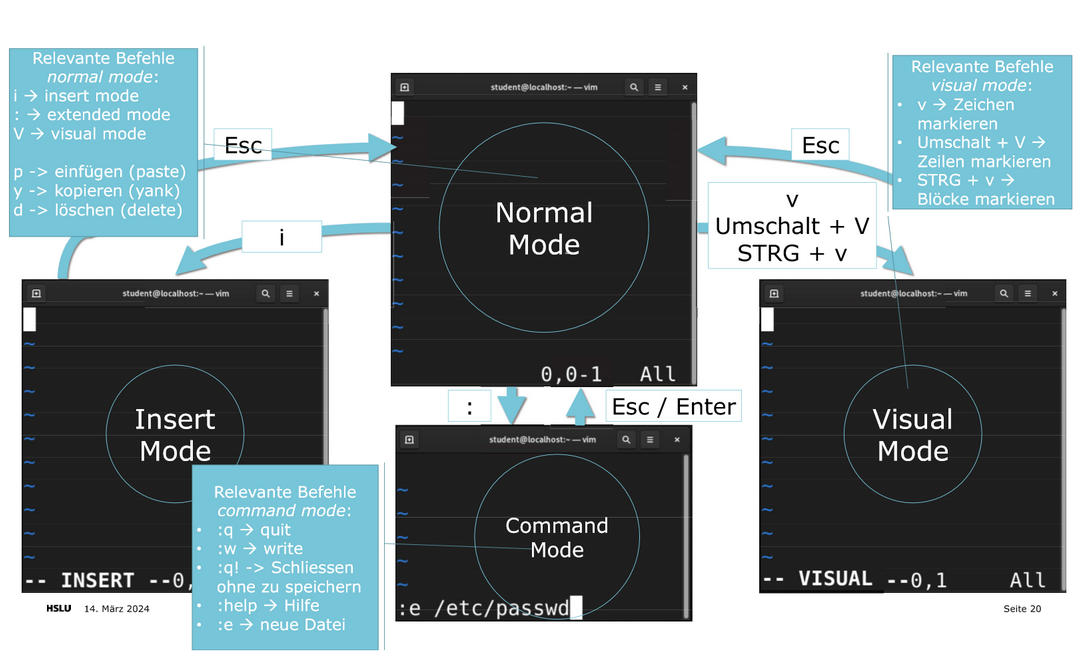 Relevante Befehle
normal mode:
i → insert mode
: → extended mode
V → visual mode
p -> einfügen (paste)
y -> kopieren (yank)
d -> löschen (delete)
Esc
i
student@localhost:~ — vim
~
~
~
~
~
~
~
~
~
~
Normal
Mode
0,0-1 All
Esc
v
Umschalt + V
STRG + v
Relevante Befehle
visual mode:
• v → Zeichen
markieren
• Umschalt + V →
Zeilen markieren
• STRG + v →
Blöcke markieren
student@localhost:~ — vim
~
~
~
~
~
~
~
~
~
~
Insert
Mode
-- INSERT --0,
:
Esc / Enter
student@localhost:~ — vim
~
~
~
~
~
Command
Mode
:e /etc/passwd
Relevante Befehle
command mode:
• :q → quit
• :w → write
• :q! -> Schliessen
ohne zu speichern
• :help → Hilfe
• :e → neue Datei
student@localhost:~ — vim
~
~
~
~
~
~
~
~
~
~
Visual
Mode
-- VISUAL --0,1 All
HSLU 14. März 2024
Seite 20